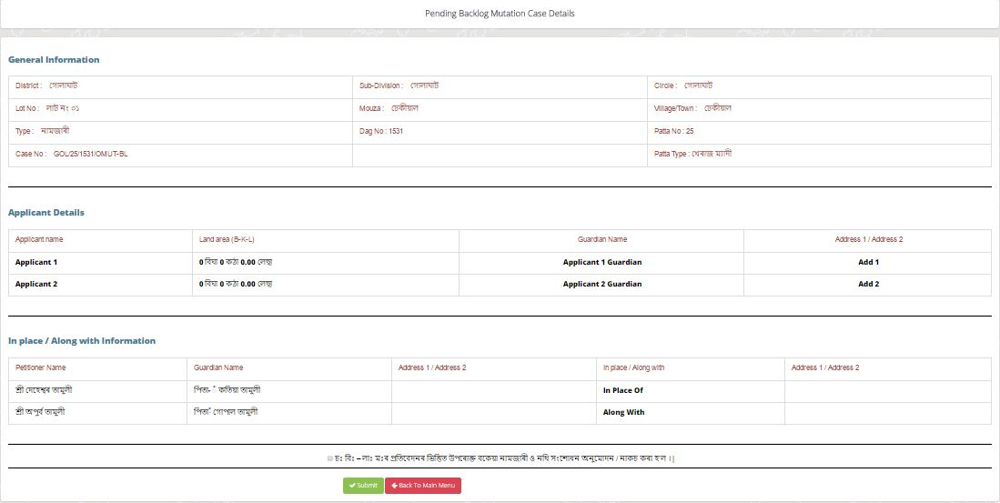 Pending Backlog Mutation Case Details
General Information
District : গোলাঘাট Sub-Division : গোলাঘাট Circle : গোলাঘাট
Lot No : লাট নং ০১ Mouza : ঢেকীয়াল Village/Town : ঢেকীয়াল
Type : নামজাৰী Dag No : 1531 Patta No : 25
Case No : GOL/25/1531/OMUT-BL Patta Type : খেৰাজ ম্যাদী
Applicant Details
Applicant name Land area (B-K-L) Guardian Name Address 1 / Address 2
Applicant 1 0 বিঘা 0 কঠা 0.00 লেছা Applicant 1 Guardian Add 1
Applicant 2 0 বিঘা 0 কঠা 0.00 লেছা Applicant 2 Guardian Add 2
In place / Along with Information
Petitioner Name Guardian Name Address 1 / Address 2 In place / Along with Address 1 / Address 2
শ্ৰী দেহেশ্বৰ তামুলী পিতা- ঁ কতিয়া তামুলী In Place Of
শ্ৰী অপূৰ্ব তামুলী পিতা ঁ গোপাল তামুলী Along With
চঃ বিঃ – লাঃ মঃৰ প্ৰতিবেদনৰ ভিত্তিত উপৰোক্ত বকেয়া নামজাৰী ও নথি সংশোধন অনুমোদন / নাকচ কৰা হ'ল ।|
Submit Back To Main Menu